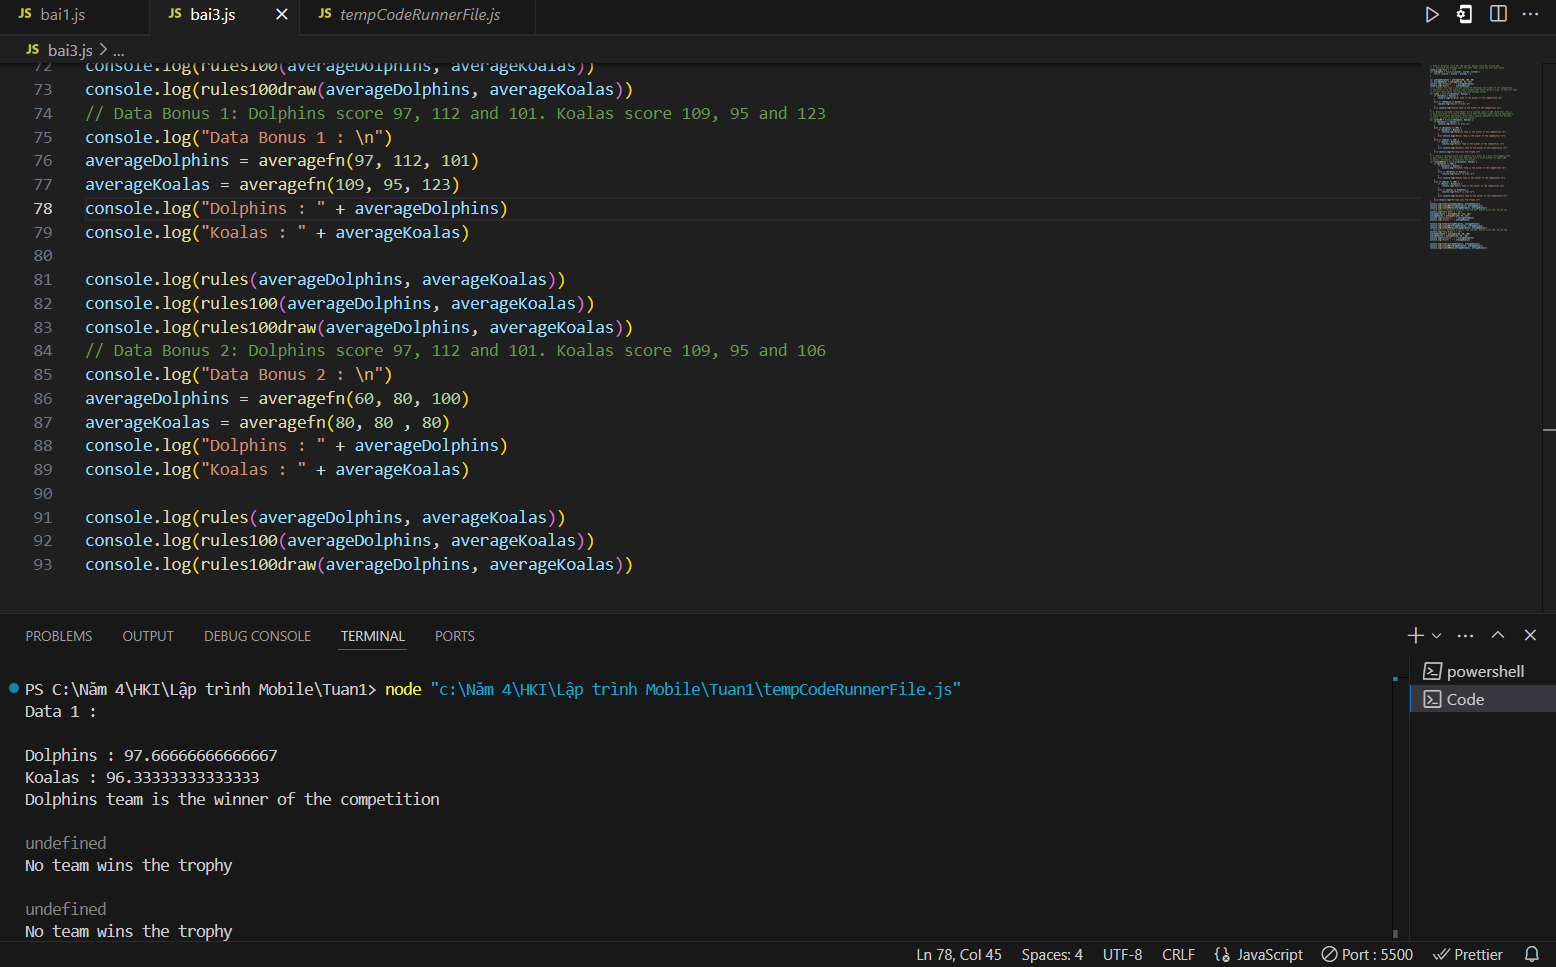 JS bai1.js
JS bai3.js
JS tempCodeRunnerFile.js
JS bai3.js > ...
72 console.log(rules100(averageDolphins, averageKoalas))
73 console.log(rules100draw(averageDolphins, averageKoalas))
74 // Data Bonus 1: Dolphins score 97, 112 and 101. Koalas score 109, 95 and 123
75 console.log("Data Bonus 1 : \n")
76 averageDolphins = averagefn(97, 112, 101)
77 averageKoalas = averagefn(109, 95, 123)
78 console.log("Dolphins : " + averageDolphins)
79 console.log("Koalas : " + averageKoalas)
80
81 console.log(rules(averageDolphins, averageKoalas))
82 console.log(rules100(averageDolphins, averageKoalas))
83 console.log(rules100draw(averageDolphins, averageKoalas))
84 // Data Bonus 2: Dolphins score 97, 112 and 101. Koalas score 109, 95 and 106
85 console.log("Data Bonus 2 : \n")
86 averageDolphins = averagefn(60, 80, 100)
87 averageKoalas = averagefn(80, 80 , 80)
88 console.log("Dolphins : " + averageDolphins)
89 console.log("Koalas : " + averageKoalas)
90
91 console.log(rules(averageDolphins, averageKoalas))
92 console.log(rules100(averageDolphins, averageKoalas))
93 console.log(rules100draw(averageDolphins, averageKoalas))
PROBLEMS OUTPUT DEBUG CONSOLE TERMINAL PORTS
PS C:\Năm 4\HKI\Lập trình Mobile\Tuan1> node "c:\Năm 4\HKI\Lập trình Mobile\Tuan1\tempCodeRunnerFile.js"
Data 1 :
Dolphins : 97.66666666666667
Koalas : 96.33333333333333
Dolphins team is the winner of the competition
undefined
No team wins the trophy
undefined
No team wins the trophy
powershell
Code
Ln 78, Col 45 Spaces: 4 UTF-8 CRLF JavaScript Port : 5500 Prettier